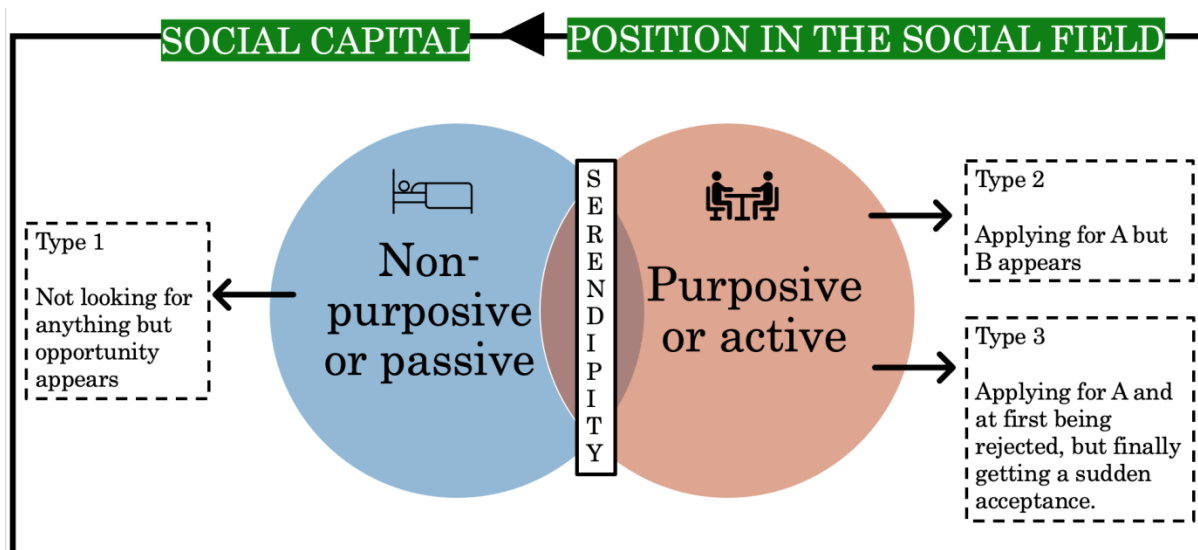 SOCIAL CAPITAL
POSITION IN THE SOCIAL FIELD
Type 1
Not looking for
anything but
opportunity
appears
Non-
purposive
or passive
SERENDIPITY
Purposive
or active
Type 2
Applying for A but
B appears
Type 3
Applying for A and
at first being
rejected, but finally
getting a sudden
acceptance.